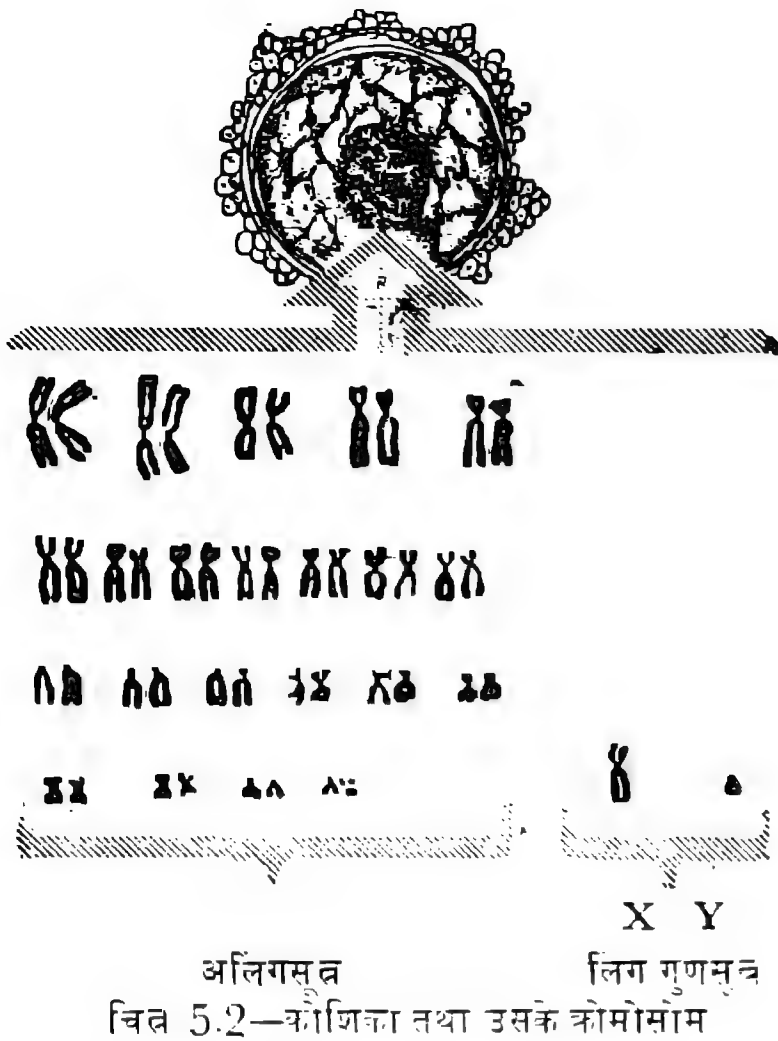 X Y
अलिंगसूत्र लिंग गुणसूत्र
चित्र 5.2—कोशिका तथा उसके क्रोमोसोम